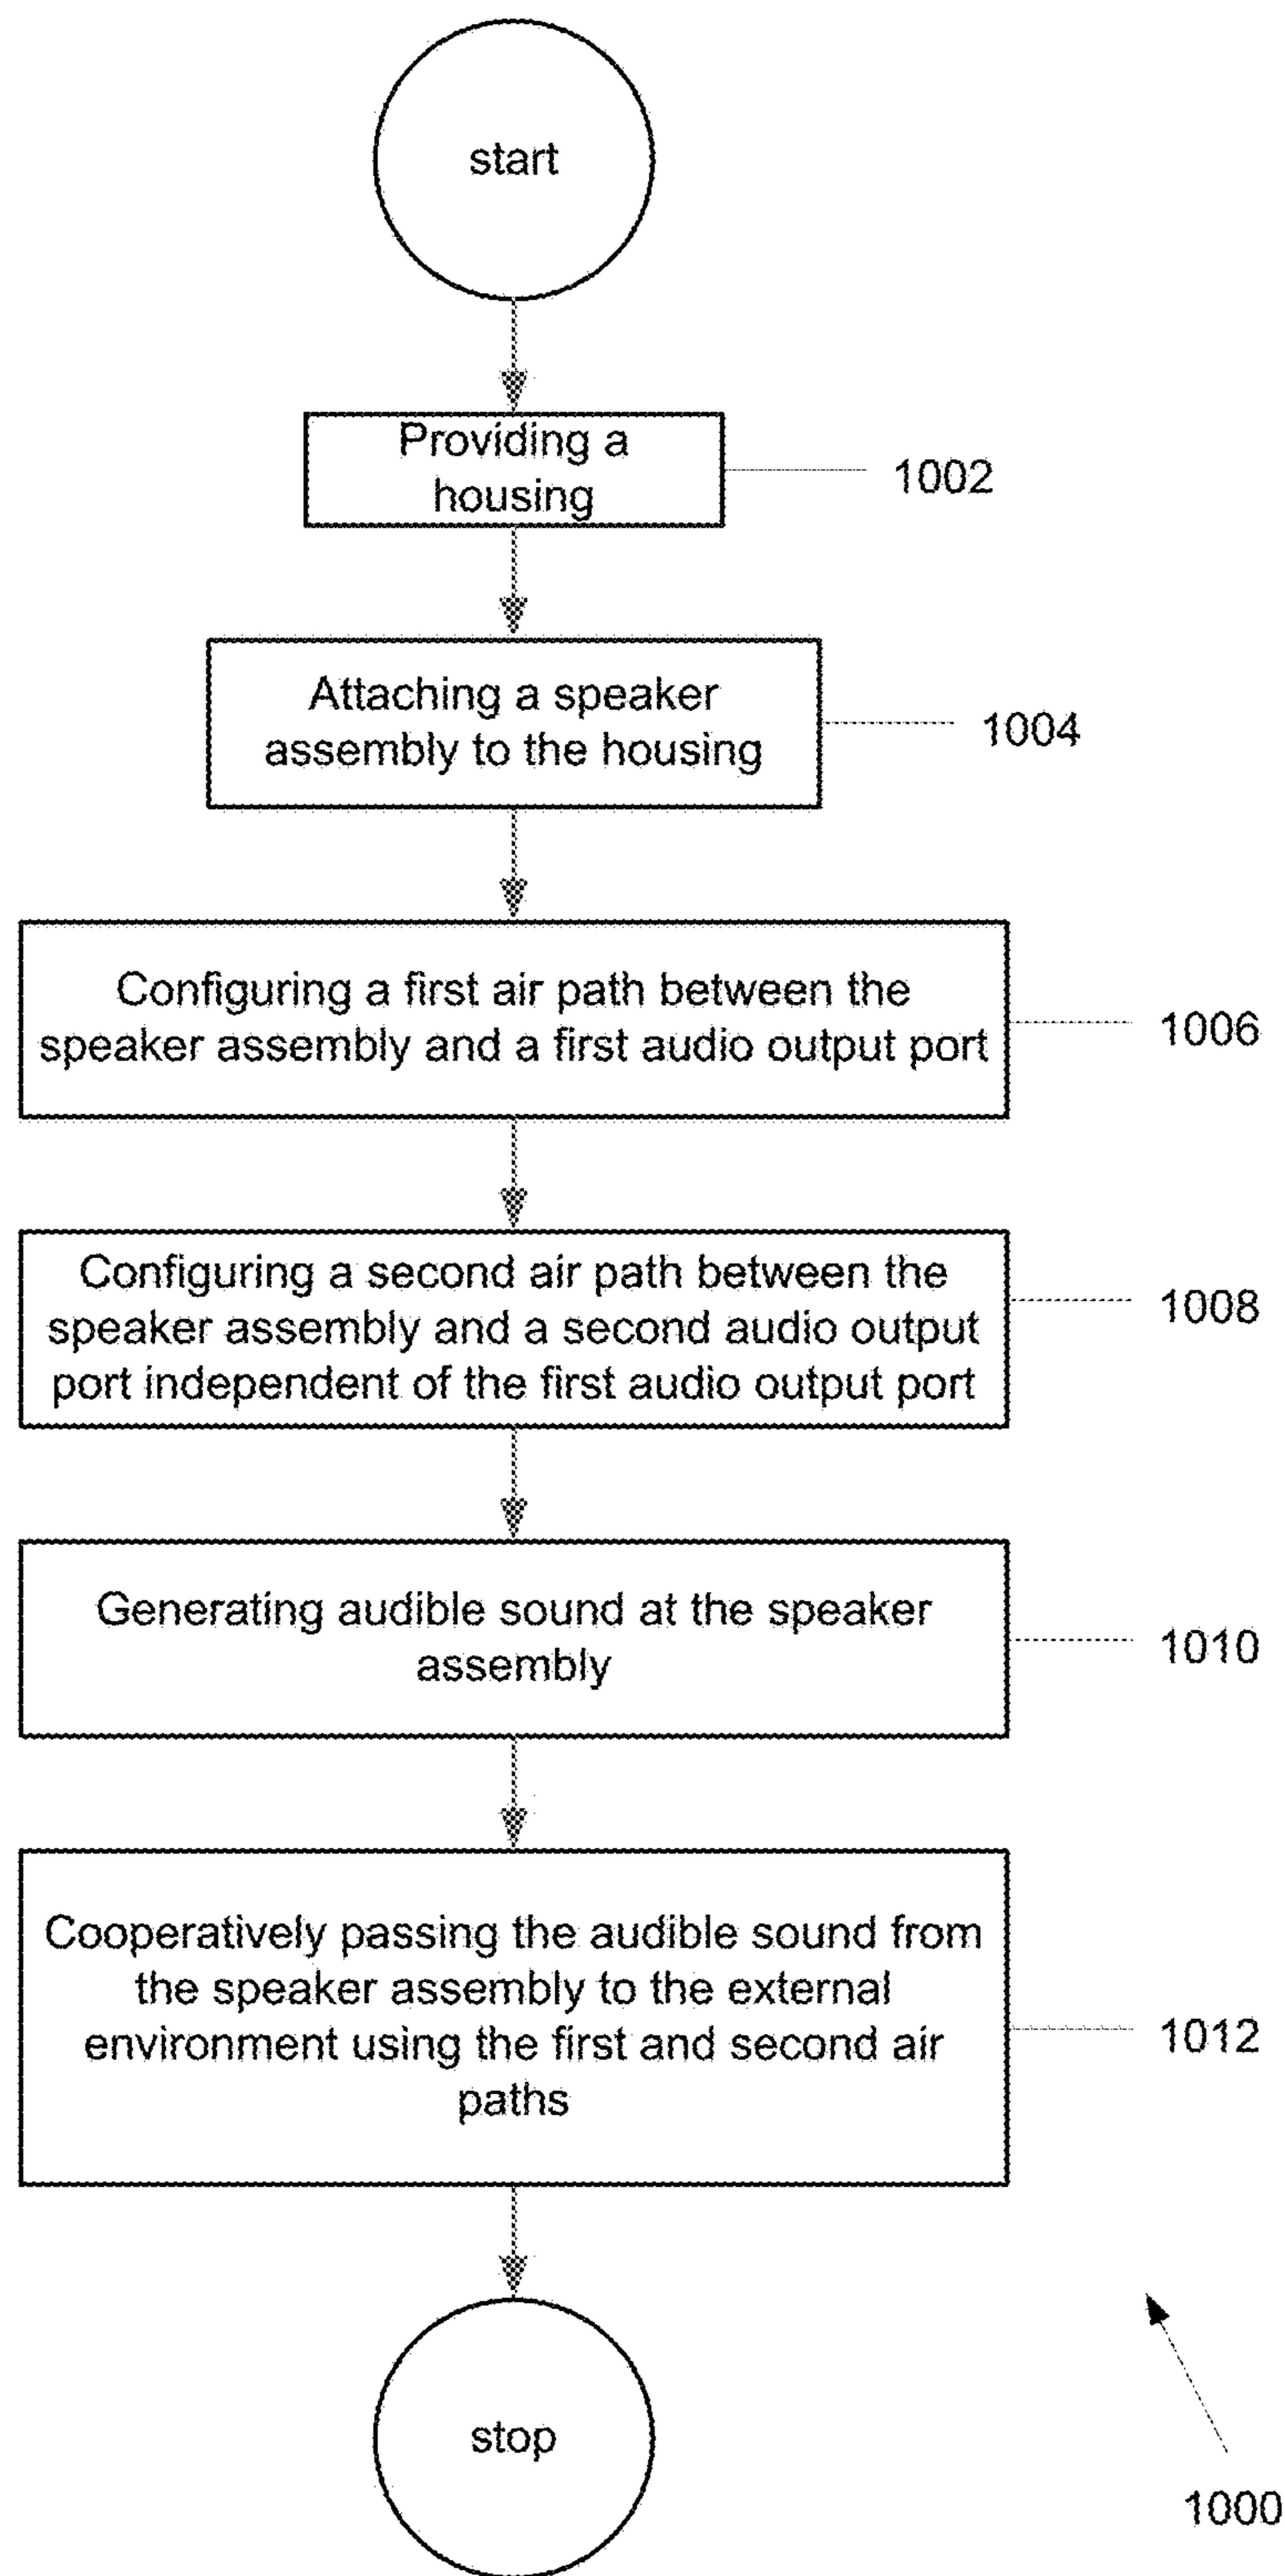 start
Providing a
housing
1002
Attaching a speaker
assembly to the housing
1004
Configuring a first air path between the
speaker assembly and a first audio output port
1006
Configuring a second air path between the
speaker assembly and a second audio output
port independent of the first audio output port
1008
Generating audible sound at the speaker
assembly
1010
Cooperatively passing the audible sound from
the speaker assembly to the external
environment using the first and second air
paths
1012
stop
1000